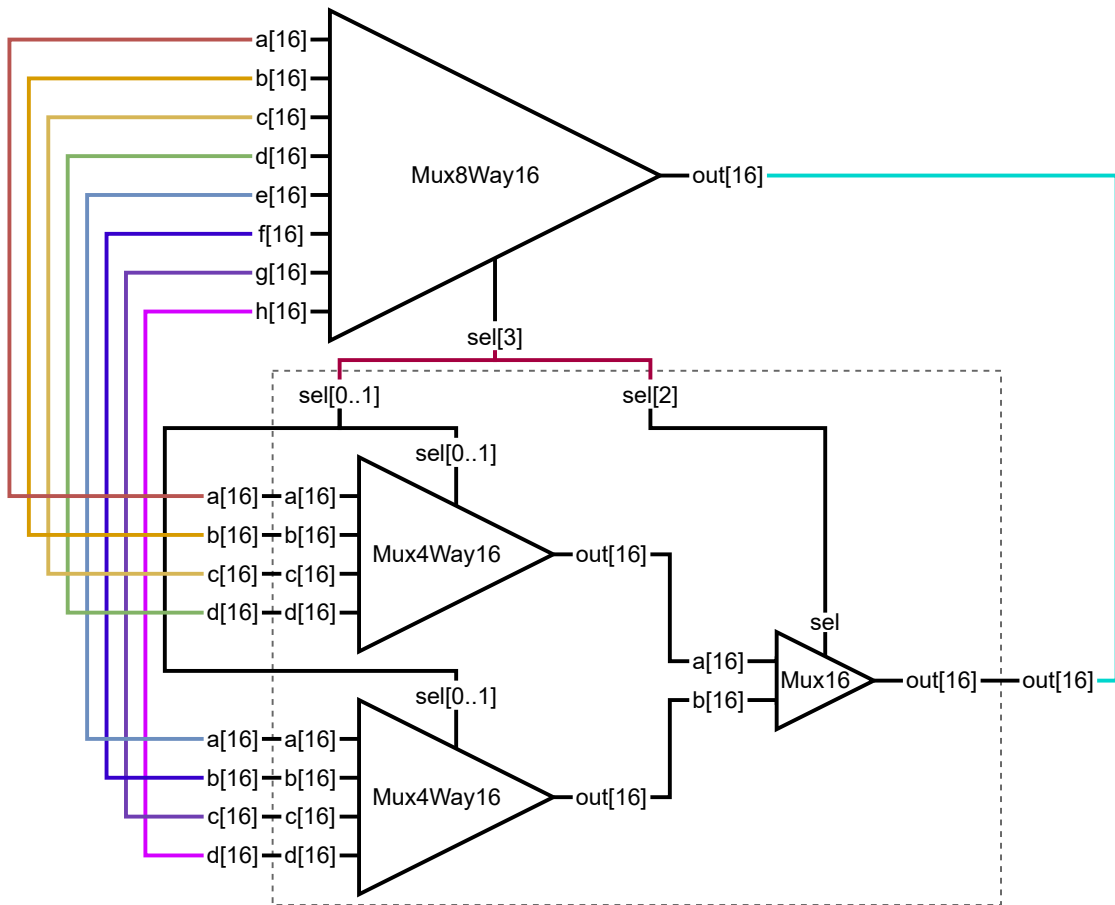 a[16]
b[16]
c[16]
d[16]
e[16]
f[16]
g[16]
h[16]
Mux8Way16
out[16]
sel[3]
sel[0..1]
sel[2]
sel[0..1]
a[16] a[16]
b[16] b[16]
c[16] c[16]
d[16] d[16]
Mux4Way16
out[16]
sel[0..1]
a[16] a[16]
b[16] b[16]
c[16] c[16]
d[16] d[16]
Mux4Way16
out[16]
sel
a[16]
b[16]
Mux16
out[16]
out[16]